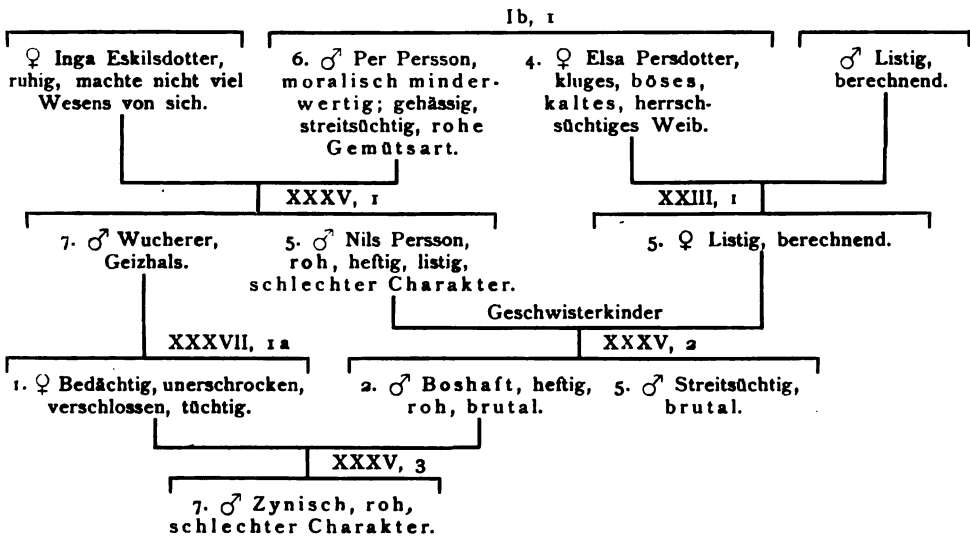 Ib, 1
♀ Inga Eskilsdotter,
ruhig, machte nicht viel
Wesens von sich.
6. ♂ Per Persson,
moralisch minder-
wertig; gehässig,
streitsüchtig, rohe
Gemütsart.
4. ♀ Elsa Persdotter,
kluges, böses,
kaltes, herrsch-
süchtiges Weib.
♂ Listig,
berechnend.
XXXV, 1
XXIII, 1
7. ♂ Wucherer,
Geizhals.
5. ♂ Nils Persson,
roh, heftig, listig,
schlechter Charakter.
5. ♀ Listig, berechnend.
Geschwisterkinder
XXXVII, 1a
XXXV, 2
1. ♀ Bedächtig, unerschrocken,
verschlossen, tüchtig.
2. ♂ Boshaft, heftig,
roh, brutal.
5. ♂ Streitsüchtig,
brutal.
XXXV, 3
7. ♂ Zynisch, roh,
schlechter Charakter.